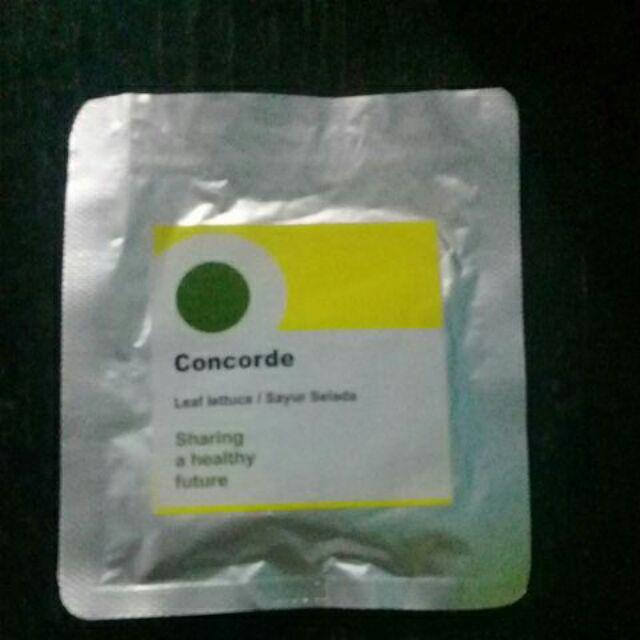 Concorde
Leaf lettuce / Sayur Selada
Sharing
a healthy
future